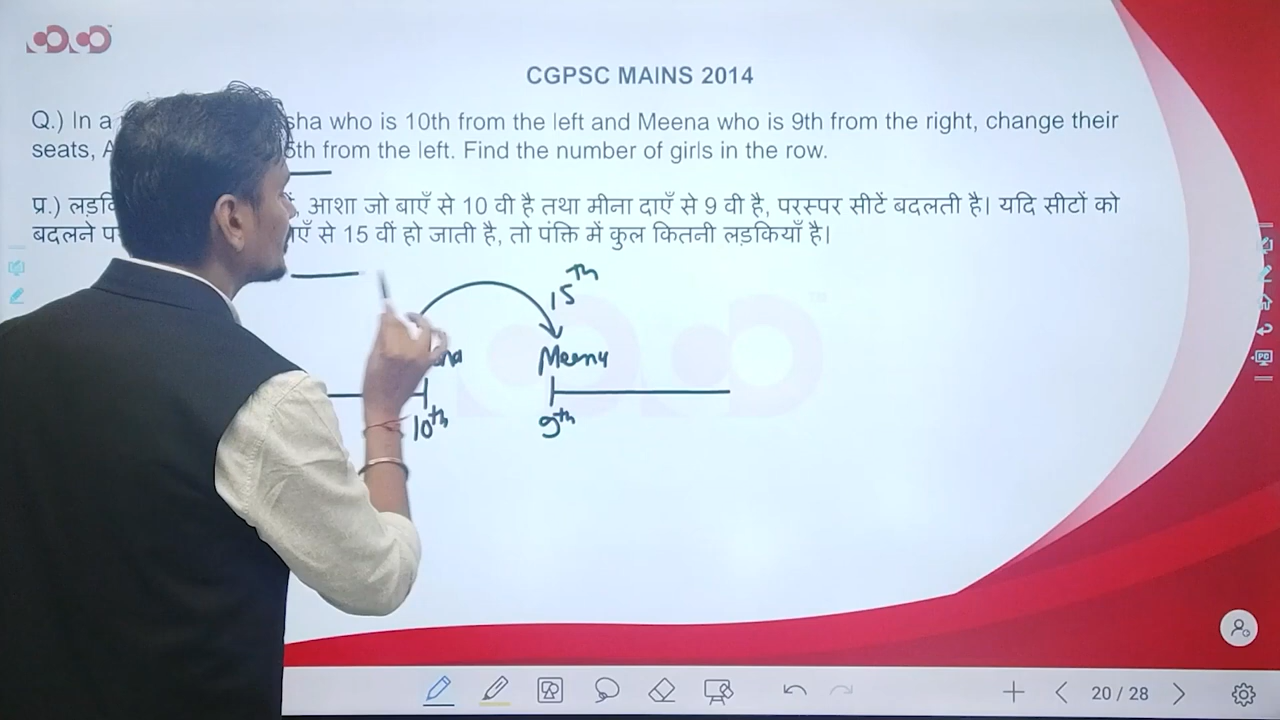 CGPSC MAINS 2014
Q.) In a sha who is 10th from the left and Meena who is 9th from the right, change their
seats, A 5th from the left. Find the number of girls in the row.
प्र.) लड़कि आशा जो बाएँ से 10 वी है तथा मीना दाएँ से 9 वी है, परस्पर सीटें बदलती है। यदि सीटों को
बदलने प एँ से 15 वीं हो जाती है, तो पंक्ति में कुल कितनी लड़कियाँ है।
15th
Meena
10th 9th
20 / 28
PC